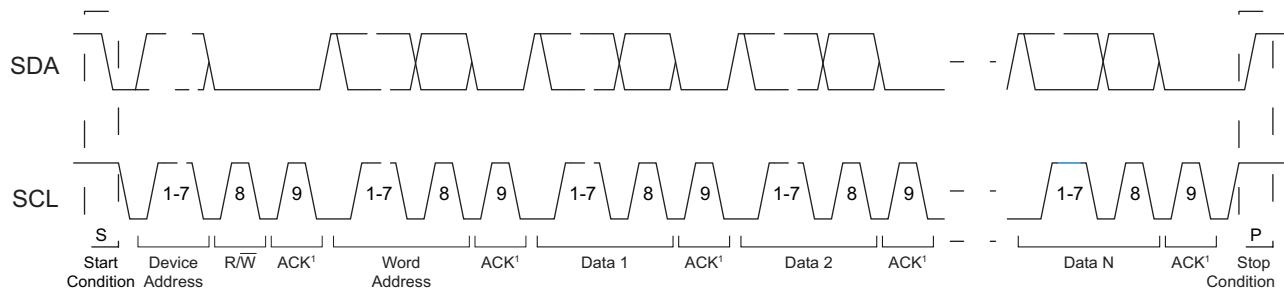 SDA
SCL
1-7 8 9 1-7 8 9 1-7 8 9 1-7 8 9 1-7 8 9
S P
Start Device R/W̅ ACK¹ Word ACK¹ Data 1 ACK¹ Data 2 ACK¹ Data N ACK¹ Stop
Condition Address Address Condition